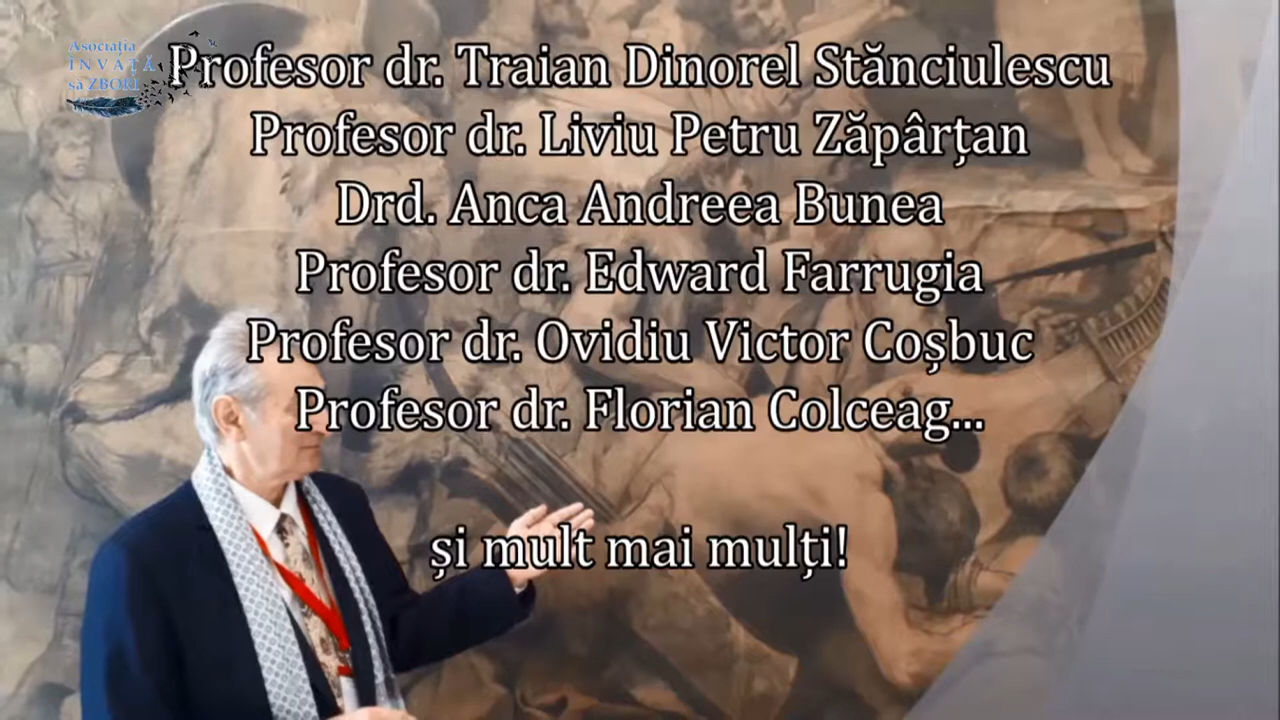 Asociația
ÎNVAȚĂ
să ZBORI
Profesor dr. Traian Dinorel Stănciulescu
Profesor dr. Liviu Petru Zăpârțan
Drd. Anca Andreea Bunea
Profesor dr. Edward Farrugia
Profesor dr. Ovidiu Victor Coșbuc
Profesor dr. Florian Colceag...
și mult mai mulți!